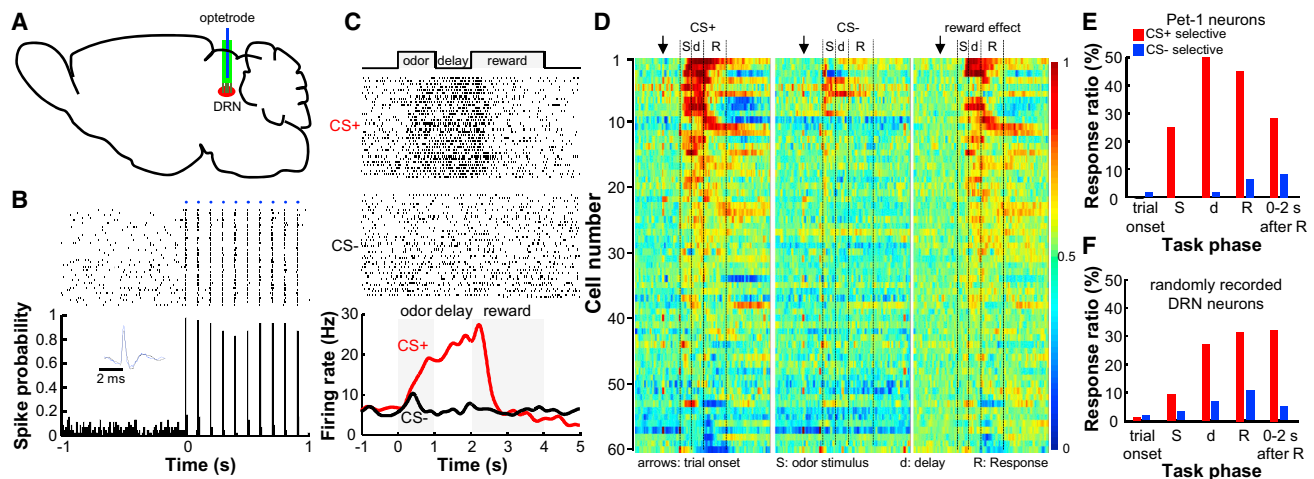 A
optetrode
DRN
B
Spike probability
1
0.8
0.6
0.4
0.2
0
2 ms
-1 0 1
Time (s)
C
odor delay reward
CS+
CS-
odor delay reward
Firing rate (Hz)
30
20
10
0
CS+
CS-
-1 0 1 2 3 4 5
Time (s)
D
CS+ CS- reward effect
S d R S d R S d R
Cell number
1
10
20
30
40
50
60
1
0.5
0
arrows: trial onset S: odor stimulus d: delay R: Response
E
Pet-1 neurons
CS+ selective
CS- selective
Response ratio (%)
50
40
30
20
10
0
trial onset S d R 0-2 s after R
Task phase
F
randomly recorded
DRN neurons
Response ratio (%)
50
40
30
20
10
0
trial onset S d R 0-2 s after R
Task phase